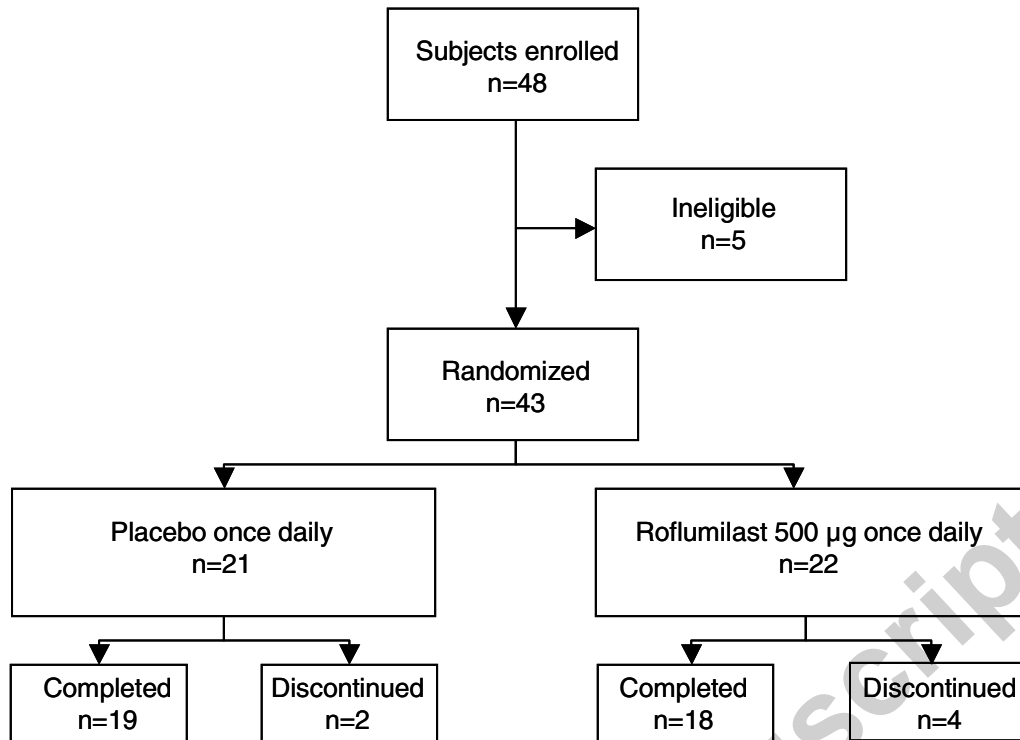 Subjects enrolled
n=48
Ineligible
n=5
Randomized
n=43
Placebo once daily
n=21
Roflumilast 500 µg once daily
n=22
Completed
n=19
Discontinued
n=2
Completed
n=18
Discontinued
n=4
script